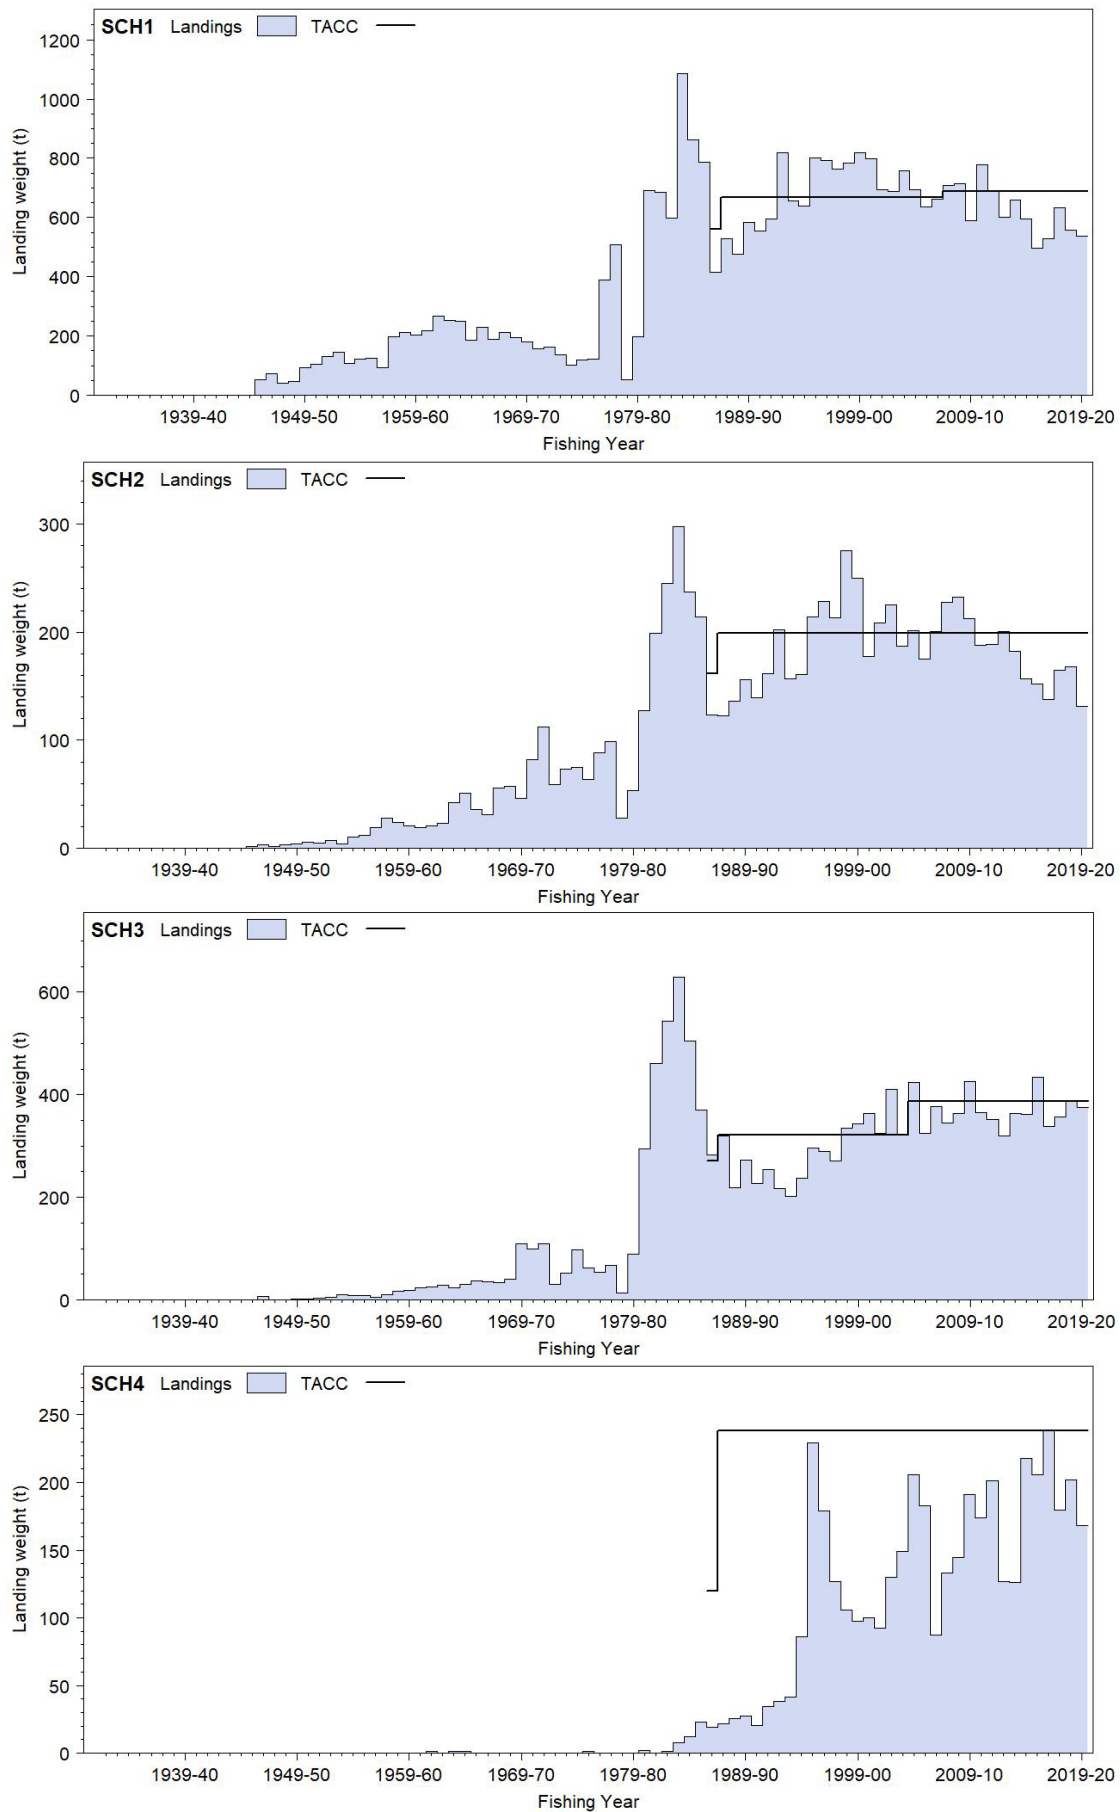 SCH1 Landings TACC
1200
1000
800
600
400
200
0
Landing weight (t)
1939-40 1949-50 1959-60 1969-70 1979-80 1989-90 1999-00 2009-10 2019-20
Fishing Year
SCH2 Landings TACC
300
200
100
0
Landing weight (t)
1939-40 1949-50 1959-60 1969-70 1979-80 1989-90 1999-00 2009-10 2019-20
Fishing Year
SCH3 Landings TACC
600
400
200
0
Landing weight (t)
1939-40 1949-50 1959-60 1969-70 1979-80 1989-90 1999-00 2009-10 2019-20
Fishing Year
SCH4 Landings TACC
250
200
150
100
50
0
Landing weight (t)
1939-40 1949-50 1959-60 1969-70 1979-80 1989-90 1999-00 2009-10 2019-20
Fishing Year